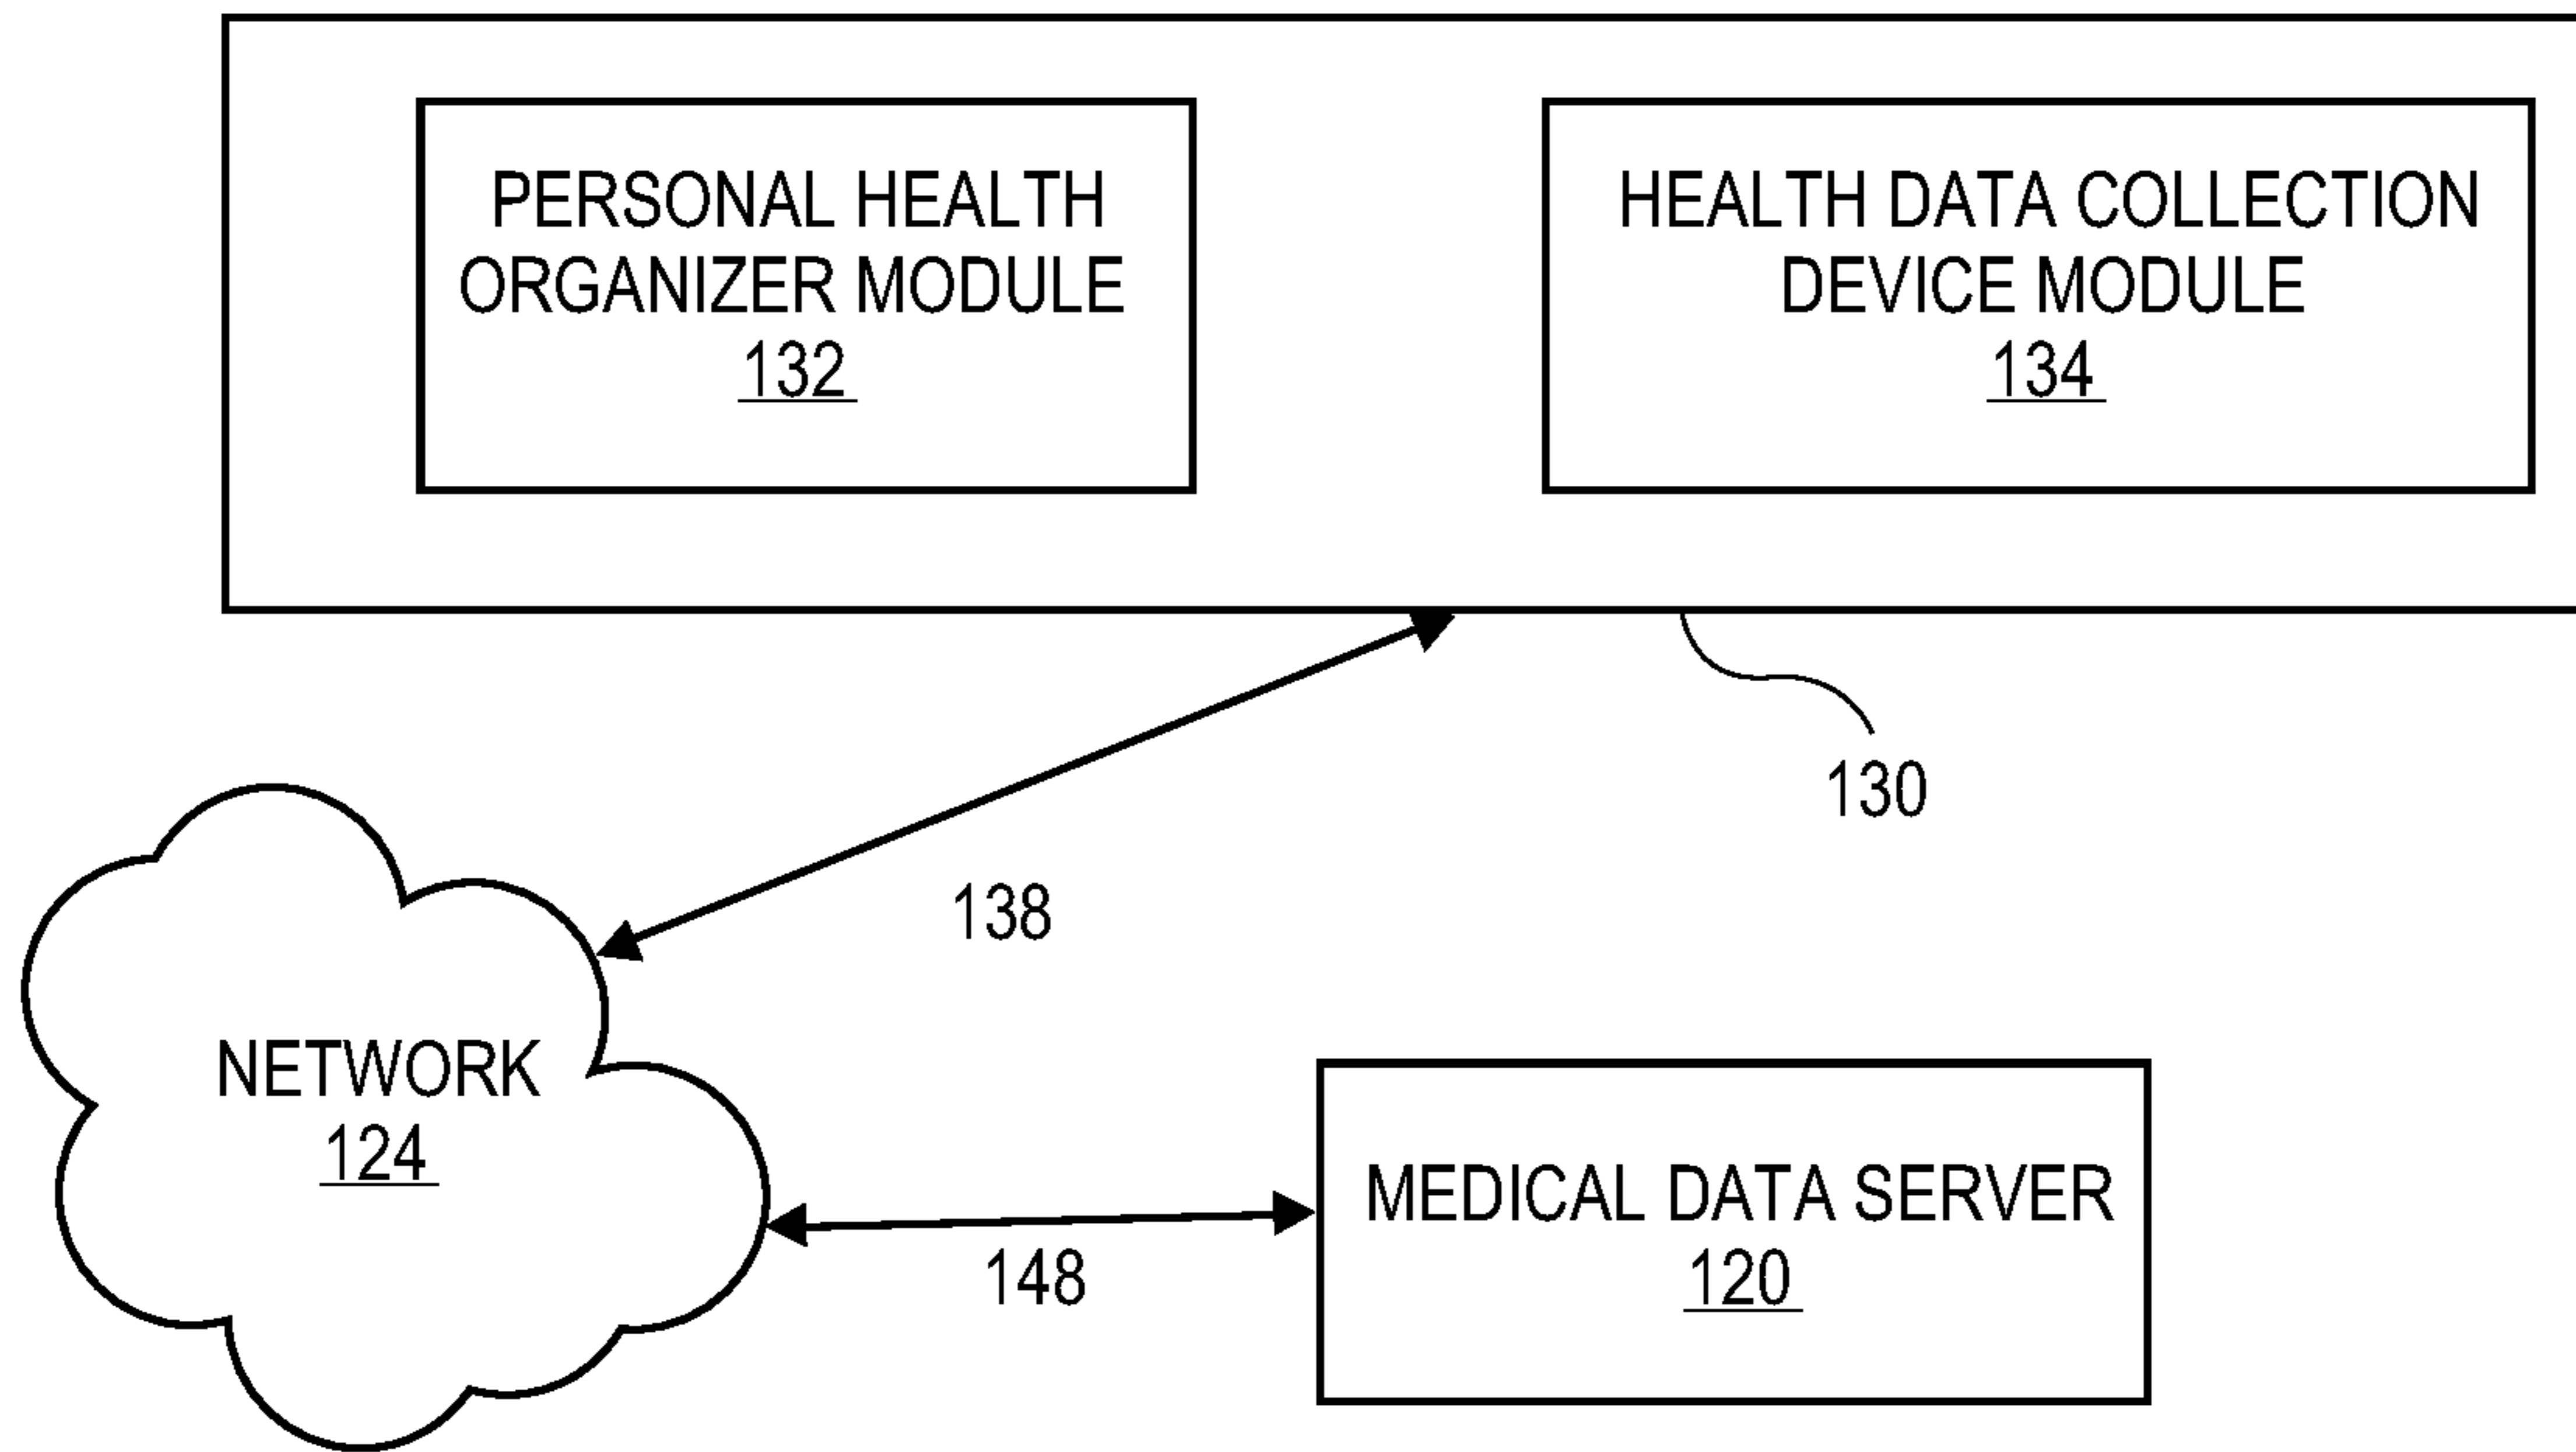 PERSONAL HEALTH
ORGANIZER MODULE
132
HEALTH DATA COLLECTION
DEVICE MODULE
134
130
138
NETWORK
124
148
MEDICAL DATA SERVER
120